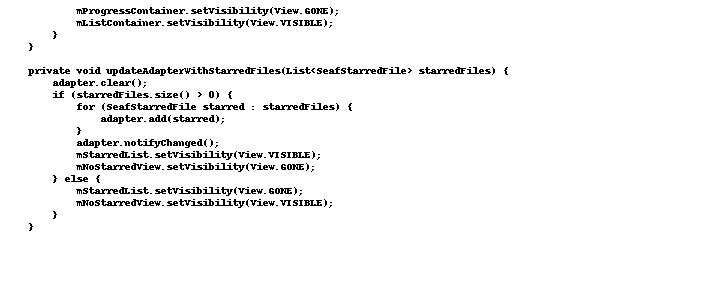 mProgressContainer.setVisibility(View.GONE);
            mListContainer.setVisibility(View.VISIBLE);
        }
    }

    private void updateAdapterWithStarredFiles(List<SeafStarredFile> starredFiles) {
        adapter.clear();
        if (starredFiles.size() > 0) {
            for (SeafStarredFile starred : starredFiles) {
                adapter.add(starred);
            }
            adapter.notifyChanged();
            mStarredList.setVisibility(View.VISIBLE);
            mNoStarredView.setVisibility(View.GONE);
        } else {
            mStarredList.setVisibility(View.GONE);
            mNoStarredView.setVisibility(View.VISIBLE);
        }
    }